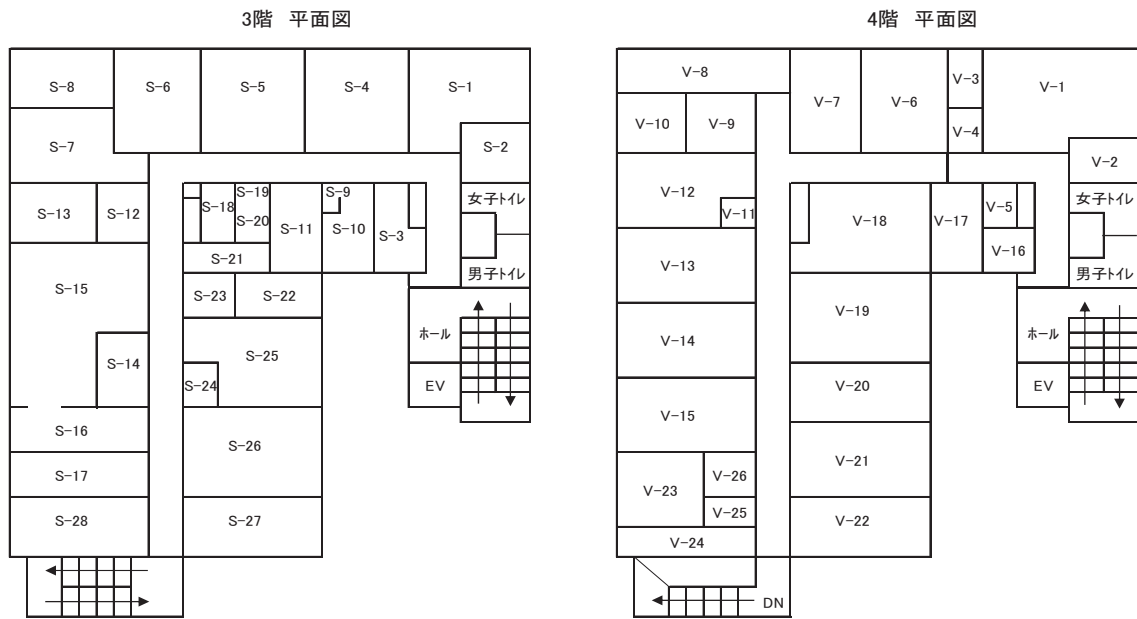 3階 平面図
S-8
S-6
S-5
S-4
S-1
S-7
S-2
S-13
S-12
S-18
S-19
S-20
S-11
S-9
S-10
S-3
女子トイレ
S-21
男子トイレ
S-15
S-23
S-22
S-14
S-25
S-24
ホール
EV
S-16
S-26
S-17
S-28
S-27
4階 平面図
V-8
V-7
V-6
V-3
V-1
V-10
V-9
V-4
V-2
V-12
V-11
V-18
V-17
V-5
女子トイレ
V-16
男子トイレ
V-13
V-19
V-14
ホール
V-20
EV
V-15
V-21
V-23
V-26
V-25
V-22
V-24
DN